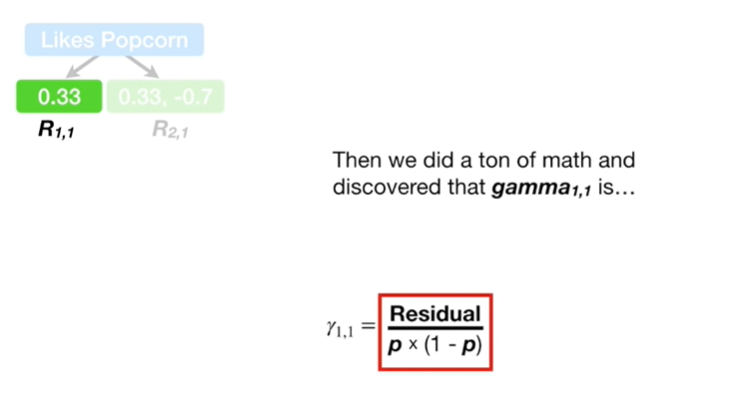 Likes Popcorn
0.33 0.33, -0.7
R1,1 R2,1
Then we did a ton of math and
discovered that gamma1,1 is…
γ1,1 = Residual
p × (1 - p)